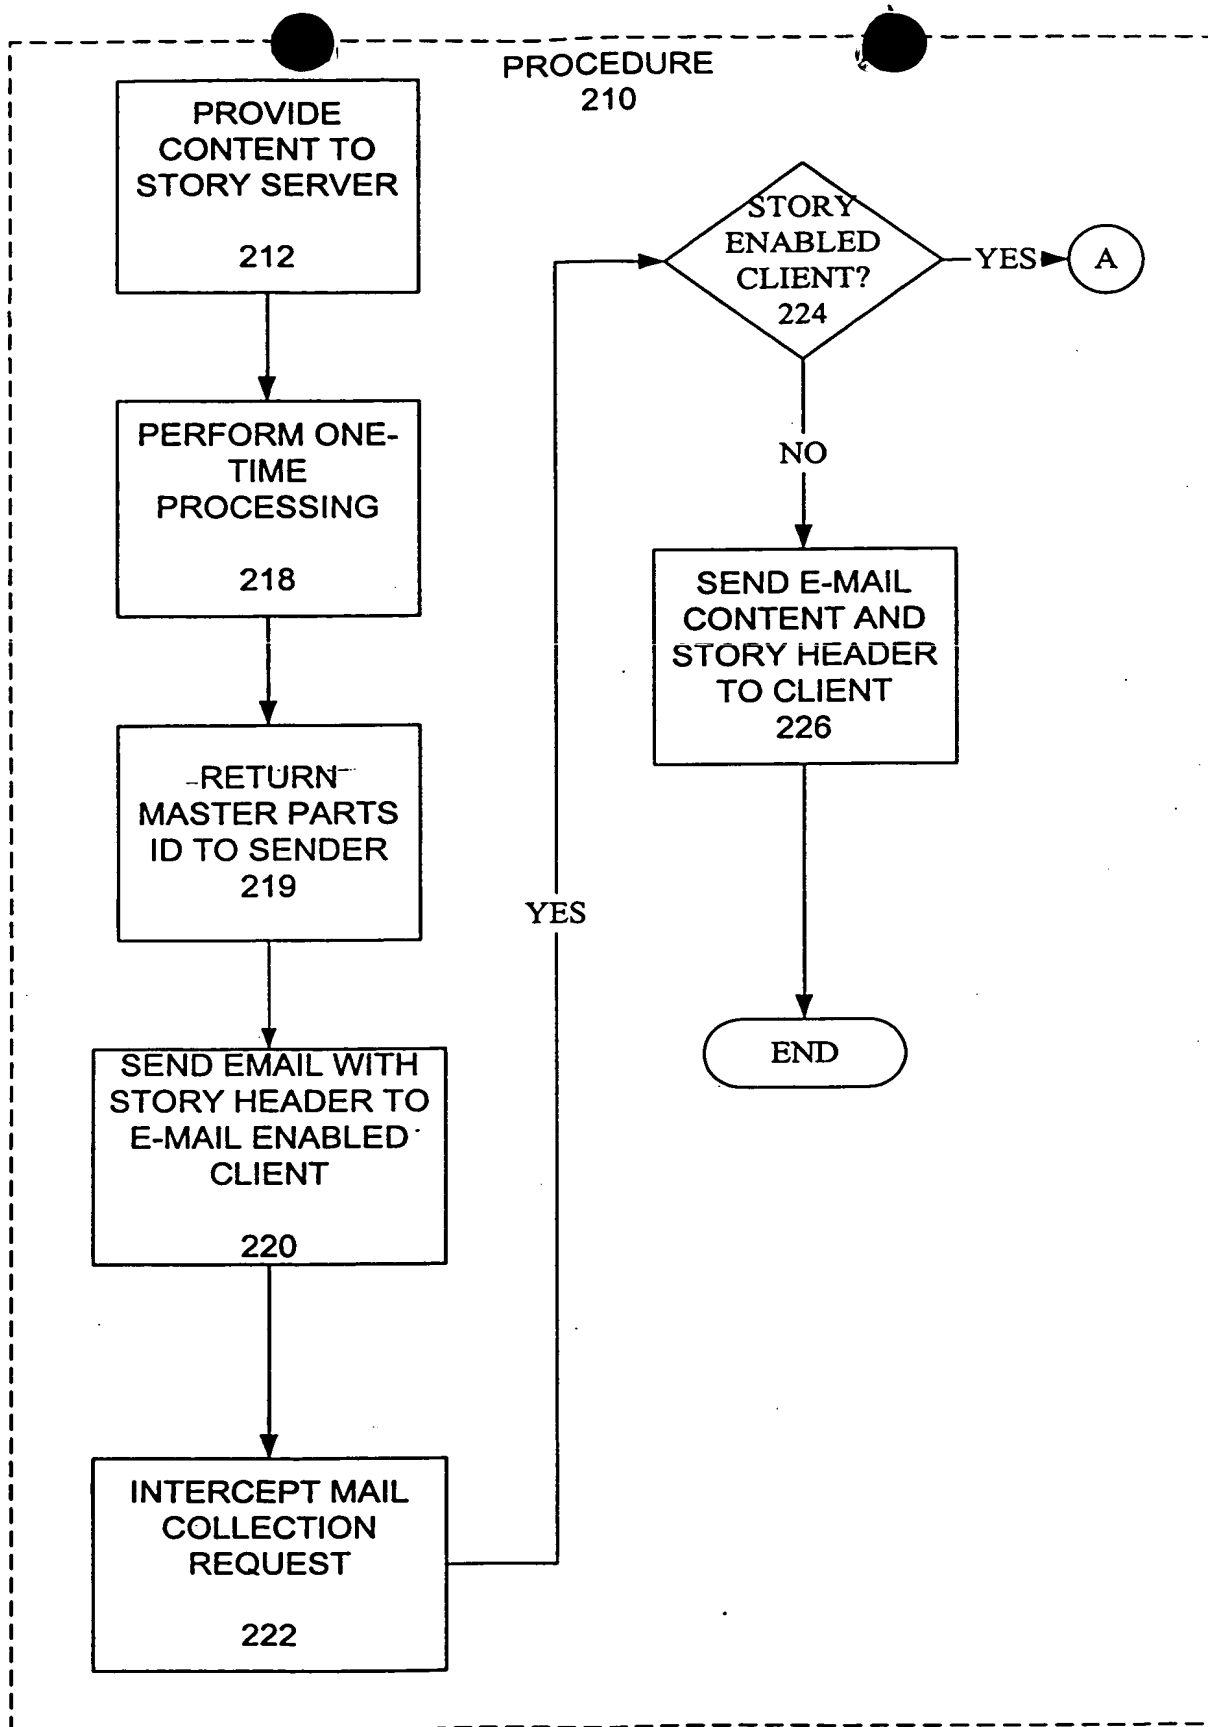 PROCEDURE
210
PROVIDE
CONTENT TO
STORY SERVER
212
PERFORM ONE-
TIME
PROCESSING
218
RETURN
MASTER PARTS
ID TO SENDER
219
SEND EMAIL WITH
STORY HEADER TO
E-MAIL ENABLED
CLIENT
220
INTERCEPT MAIL
COLLECTION
REQUEST
222
YES
STORY
ENABLED
CLIENT?
224
YES
A
NO
SEND E-MAIL
CONTENT AND
STORY HEADER
TO CLIENT
226
END